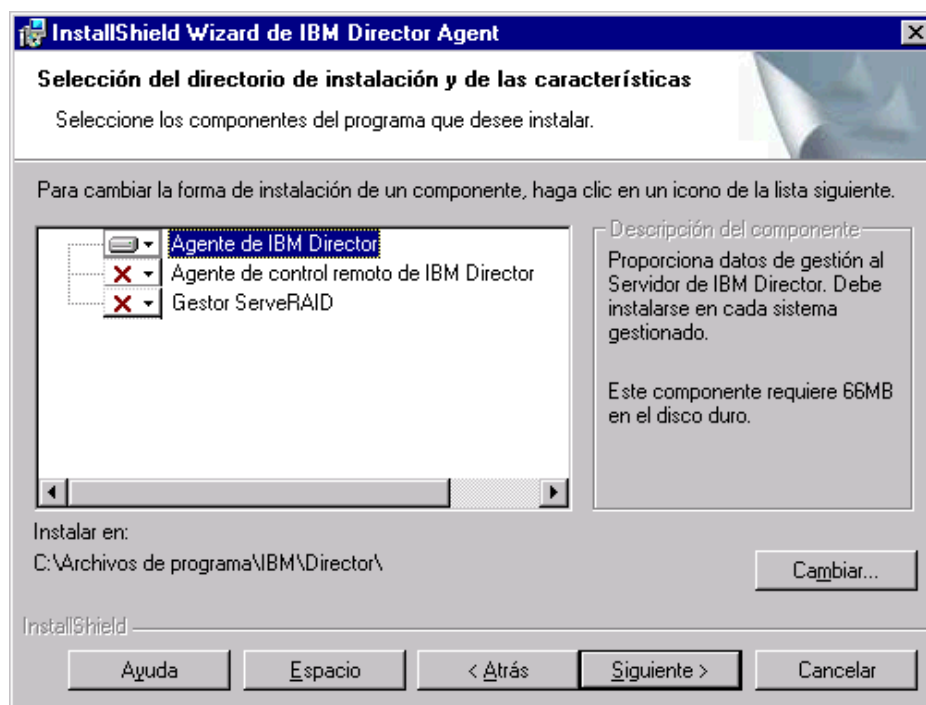 InstallShield Wizard de IBM Director Agent
Selección del directorio de instalación y de las características
Seleccione los componentes del programa que desee instalar.
Para cambiar la forma de instalación de un componente, haga clic en un icono de la lista siguiente.
Agente de IBM Director
Agente de control remoto de IBM Director
Gestor ServeRAID
Descripción del componente
Proporciona datos de gestión al
Servidor de IBM Director. Debe
instalarse en cada sistema
gestionado.
Este componente requiere 66MB
en el disco duro.
Instalar en:
C:\Archivos de programa\IBM\Director\
Cambiar...
InstallShield
Ayuda
Espacio
< Atrás
Siguiente >
Cancelar